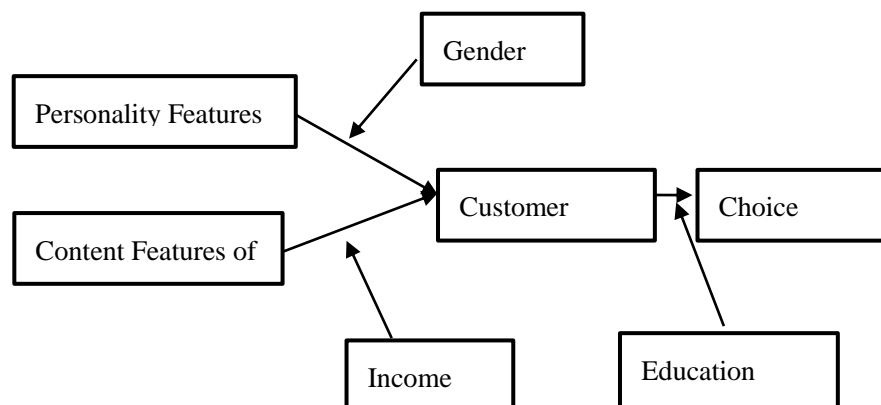 Gender
Personality Features
Customer
Choice
Content Features of
Income
Education